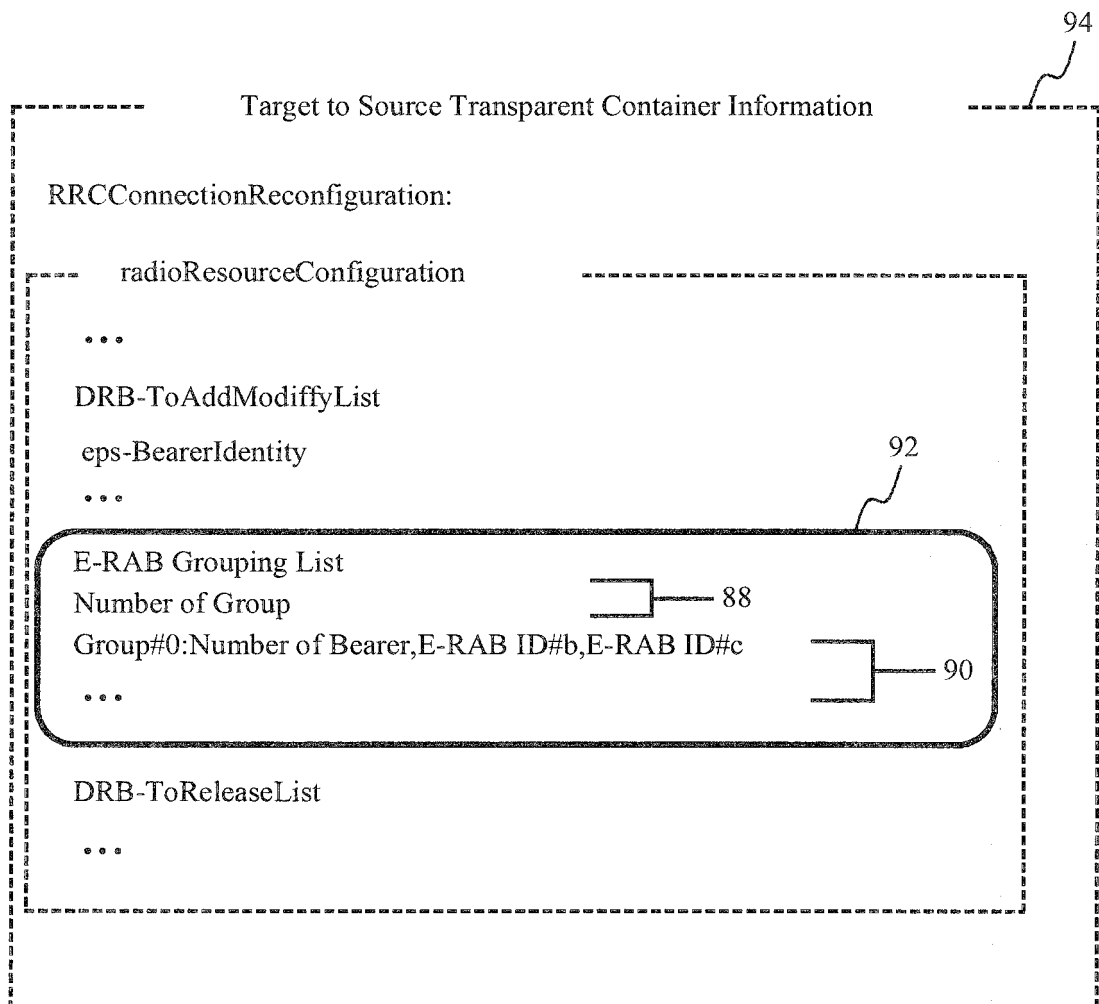 94
Target to Source Transparent Container Information
RRCConnectionReconfiguration:
radioResourceConfiguration
...
DRB-ToAddModiffyList
eps-BearerIdentity
92
...
E-RAB Grouping List
Number of Group
88
Group#0:Number of Bearer,E-RAB ID#b,E-RAB ID#c
90
...
DRB-ToReleaseList
...